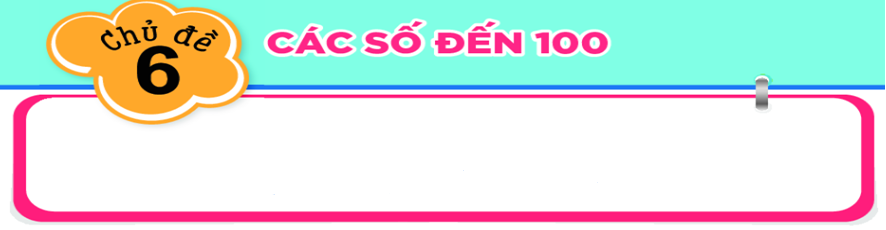 Chủ đề
6
CÁC SỐ ĐẾN 100